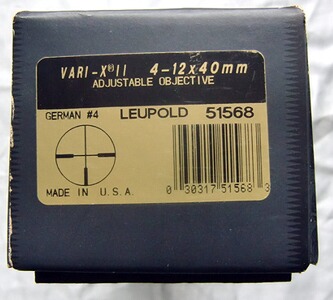 VARI-X® II 4-12x40mm
ADJUSTABLE OBJECTIVE
GERMAN #4 LEUPOLD 51568
MADE IN U.S.A.
0 30317 51568 3